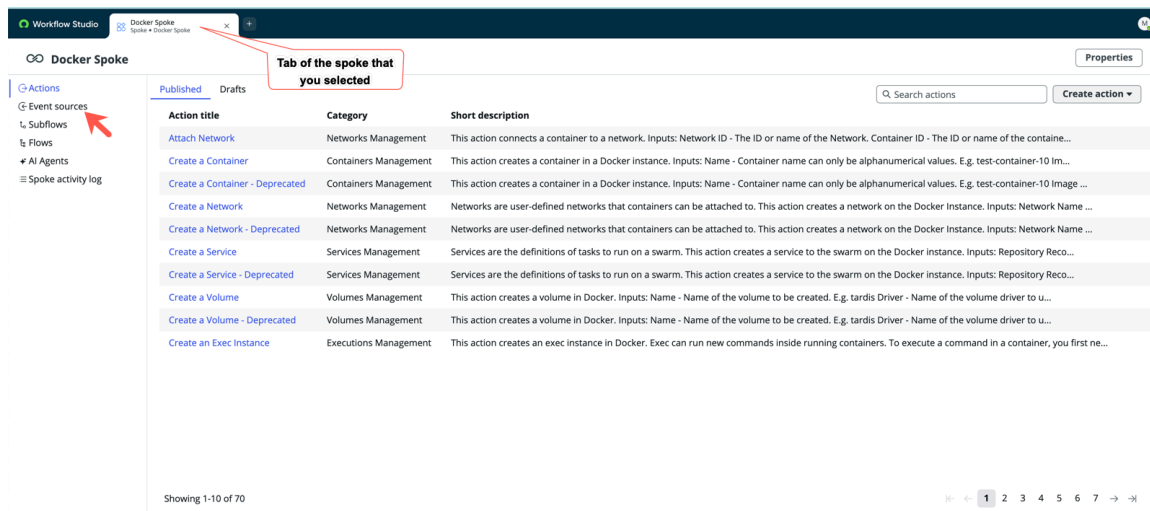 Workflow Studio
Docker Spoke
Spoke • Docker Spoke
Docker Spoke
Tab of the spoke that
you selected
Properties
Actions
Event sources
Subflows
Flows
AI Agents
Spoke activity log
Published Drafts
Search actions
Create action
Action title Category Short description
Attach Network Networks Management This action connects a container to a network. Inputs: Network ID - The ID or name of the Network. Container ID - The ID or name of the containe...
Create a Container Containers Management This action creates a container in a Docker instance. Inputs: Name - Container name can only be alphanumerical values. E.g. test-container-10 Im...
Create a Container - Deprecated Containers Management This action creates a container in a Docker instance. Inputs: Name - Container name can only be alphanumerical values. E.g. test-container-10 Image ...
Create a Network Networks Management Networks are user-defined networks that containers can be attached to. This action creates a network on the Docker Instance. Inputs: Network Name ...
Create a Network - Deprecated Networks Management Networks are user-defined networks that containers can be attached to. This action creates a network on the Docker Instance. Inputs: Network Name ...
Create a Service Services Management Services are the definitions of tasks to run on a swarm. This action creates a service to the swarm on the Docker instance. Inputs: Repository Reco...
Create a Service - Deprecated Services Management Services are the definitions of tasks to run on a swarm. This action creates a service to the swarm on the Docker instance. Inputs: Repository Reco...
Create a Volume Volumes Management This action creates a volume in Docker. Inputs: Name - Name of the volume to be created. E.g. tardis Driver - Name of the volume driver to u...
Create a Volume - Deprecated Volumes Management This action creates a volume in Docker. Inputs: Name - Name of the volume to be created. E.g. tardis Driver - Name of the volume driver to u...
Create an Exec Instance Executions Management This action creates an exec instance in Docker. Exec can run new commands inside running containers. To execute a command in a container, you first ne...
Showing 1-10 of 70
1 2 3 4 5 6 7